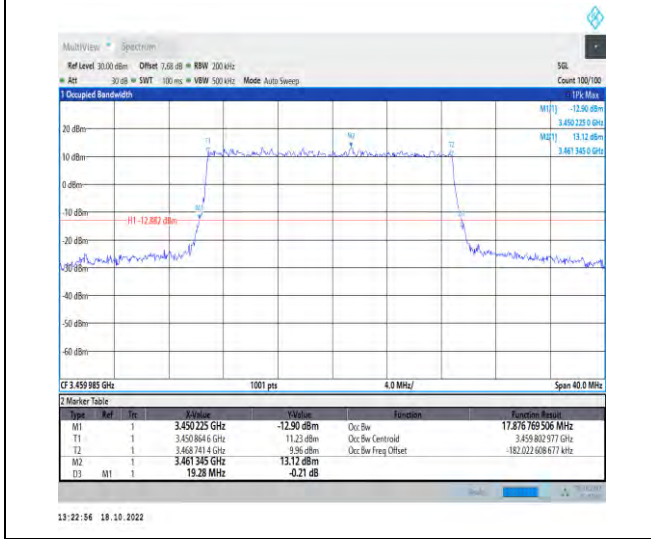 MultiView Spectrum
Ref Level 30.00 dBm Offset 7.68 dB RBW 200 kHz SGL
Att 30 dB SWT 100 ms VBW 500 kHz Mode Auto Sweep Count 100/100
1 Occupied Bandwidth 1Pk Max
M1[1] -12.90 dBm
3.450 225 0 GHz
M2[1] 13.12 dBm
3.461 345 0 GHz
20 dBm
T1 M2 T2
10 dBm
0 dBm
-10 dBm
H1 -12.882 dBm
-20 dBm
-30 dBm
-40 dBm
-50 dBm
-60 dBm
CF 3.459 985 GHz 1001 pts 4.0 MHz/ Span 40.0 MHz
2 Marker Table
Type Ref Trc X-Value Y-Value Function Function Result
M1 1 3.450 225 GHz -12.90 dBm Occ Bw 17.876 769 506 MHz
T1 1 3.450 864 6 GHz 11.23 dBm Occ Bw Centroid 3.459 802 977 GHz
T2 1 3.468 741 4 GHz 9.96 dBm Occ Bw Freq Offset -182.022 608 677 kHz
M2 1 3.461 345 GHz 13.12 dBm
D3 M1 1 19.28 MHz -0.21 dB
13:22:56 18.10.2022